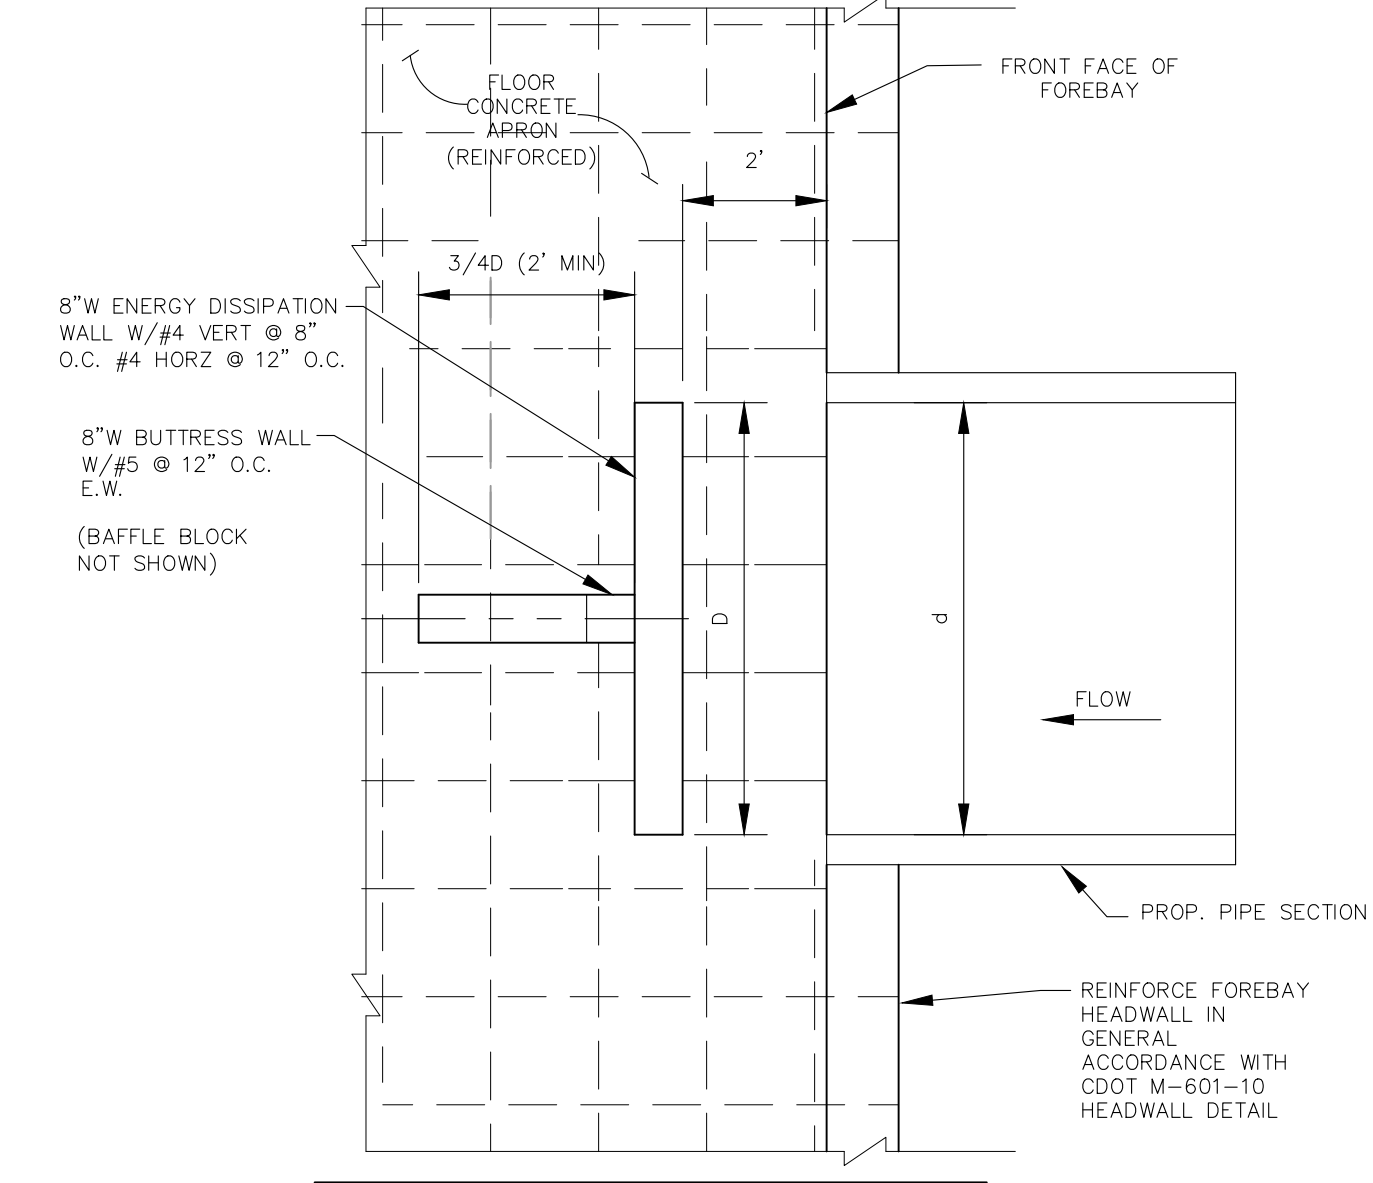 FLOOR
CONCRETE
APRON
(REINFORCED)
FRONT FACE OF
FOREBAY
2’
3/4D (2’ MIN)
8”W ENERGY DISSIPATION
WALL W/#4 VERT @ 8”
O.C. #4 HORZ @ 12” O.C.
8”W BUTTRESS WALL
W/#5 @ 12” O.C.
E.W.
(BAFFLE BLOCK
NOT SHOWN)
D
d
FLOW
PROP. PIPE SECTION
REINFORCE FOREBAY
HEADWALL IN
GENERAL
ACCORDANCE WITH
CDOT M-601-10
HEADWALL DETAIL